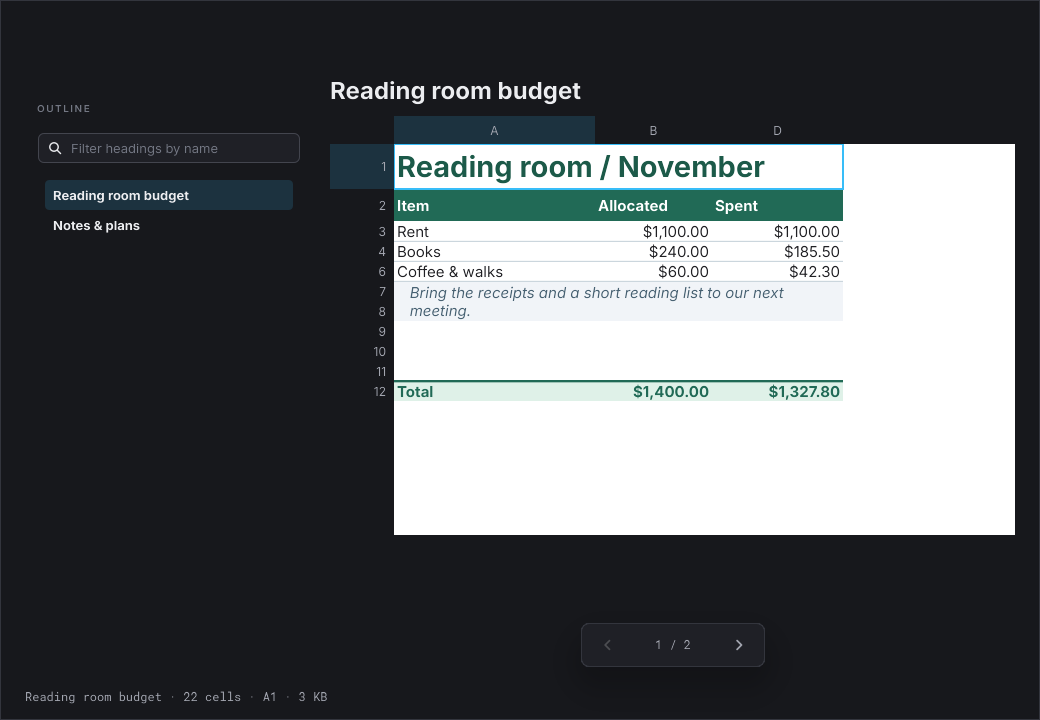 Reading room budget
OUTLINE
Filter headings by name
Reading room budget
Notes & plans
A B D
1 Reading room / November
2 Item Allocated Spent
3 Rent $1,100.00 $1,100.00
4 Books $240.00 $185.50
6 Coffee & walks $60.00 $42.30
7 Bring the receipts and a short reading list to our next
8 meeting.
9
10
11
12 Total $1,400.00 $1,327.80
1 / 2
Reading room budget · 22 cells · A1 · 3 KB